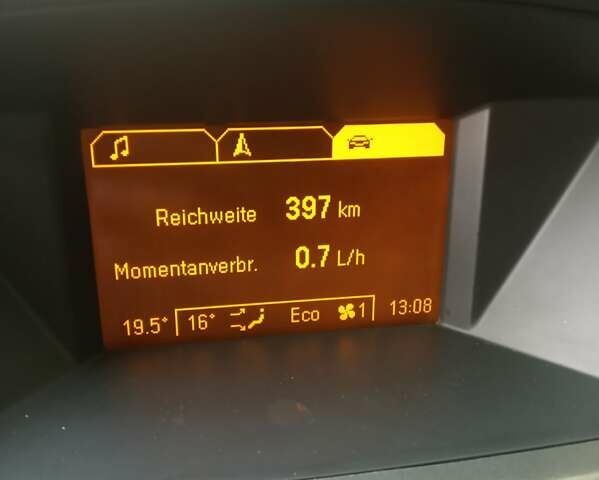 Reichweite 397 km
Momentanverbr. 0.7 L/h
19.5° 16° Eco 1 13:08